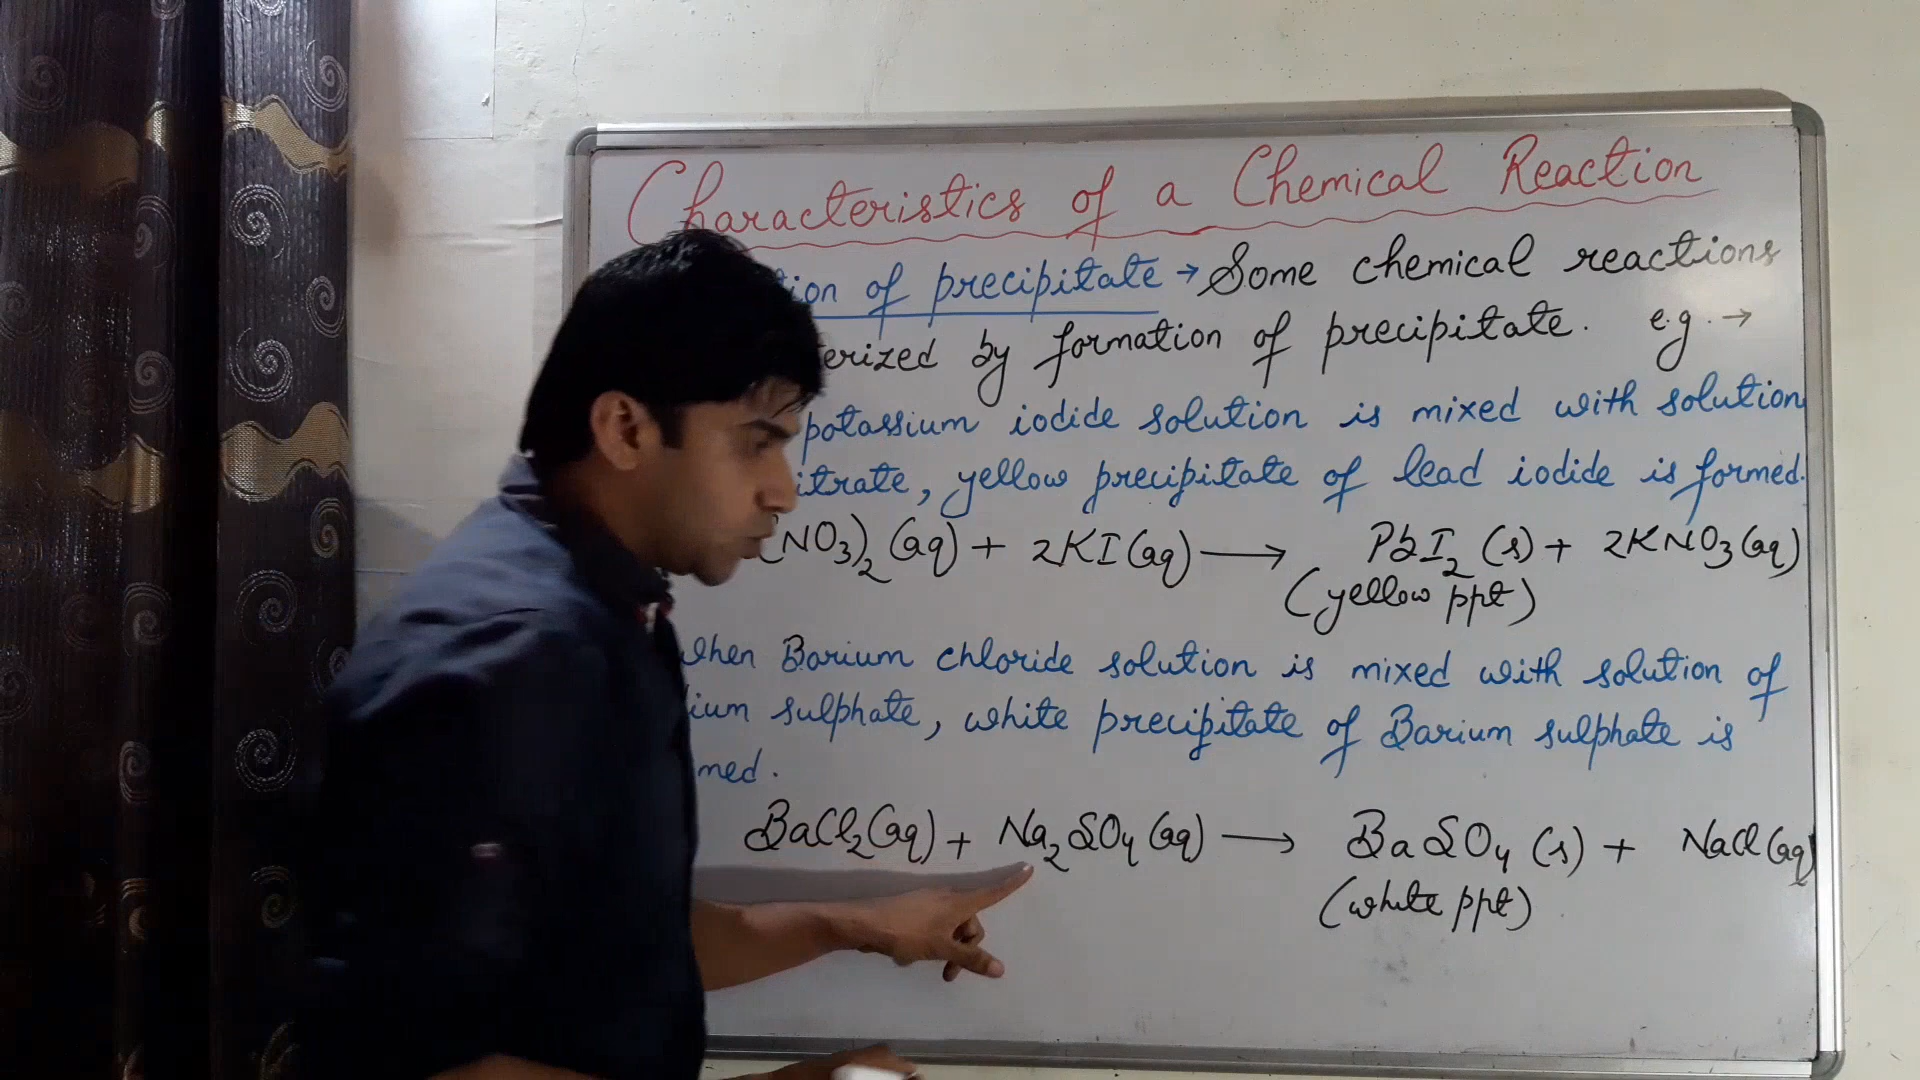 Characteristics of a Chemical Reaction
tion of precipitate → Some chemical reactions
erized by formation of precipitate. e.g. →
potassium iodide solution is mixed with solution
itrate, yellow precipitate of lead iodide is formed.
(NO3)2 (aq) + 2KI (aq) ⟶ PbI2 (s) + 2KNO3 (aq)
(yellow ppt)
when Barium chloride solution is mixed with solution of
ium sulphate, white precipitate of Barium sulphate is
med.
BaCl2 (aq) + Na2SO4 (aq) ⟶ BaSO4 (s) + NaCl (aq)
(white ppt)